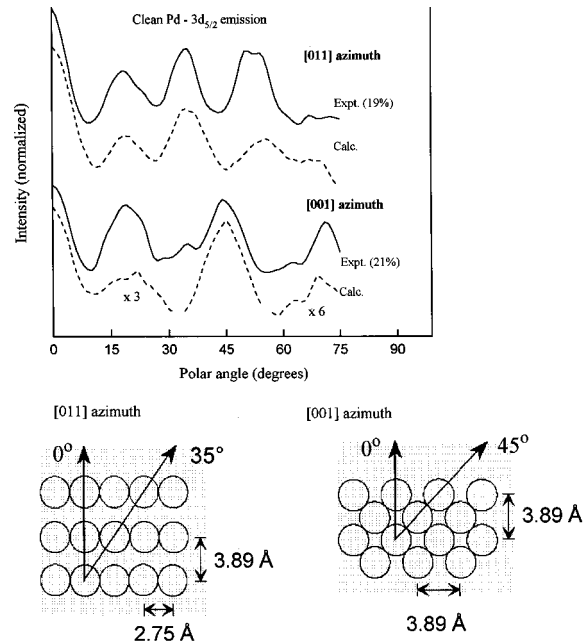 Clean Pd - 3d5/2 emission
[011] azimuth
Expt. (19%)
Calc.
[001] azimuth
Expt. (21%)
Calc.
x 3
x 6
Intensity (normalized)
0 15 30 45 60 75 90
Polar angle (degrees)
[011] azimuth
0° 35°
3.89 Å
2.75 Å
[001] azimuth
0° 45°
3.89 Å
3.89 Å